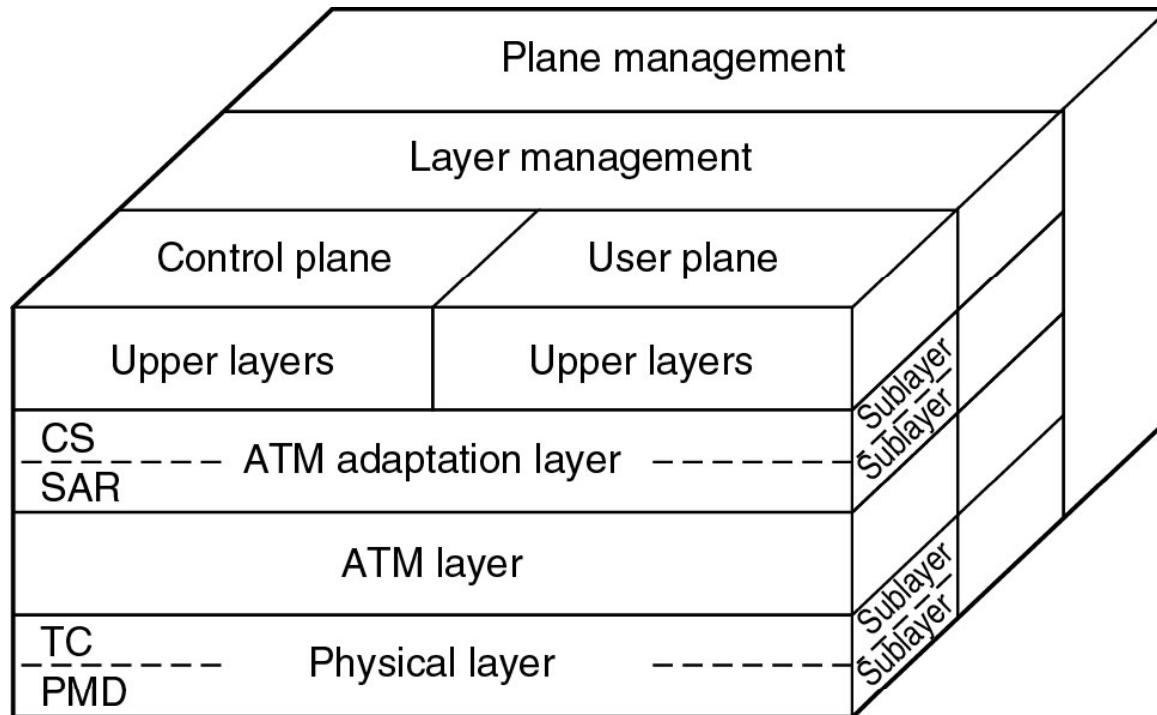 Plane management
Layer management
Control plane User plane
Upper layers Upper layers
Sublayer
CS
ATM adaptation layer
Sublayer
SAR
ATM layer
Sublayer
TC
Physical layer
Sublayer
PMD